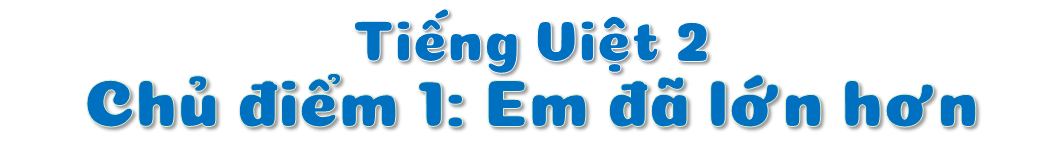 Tiếng Việt 2
Chủ điểm 1: Em đã lớn hơn